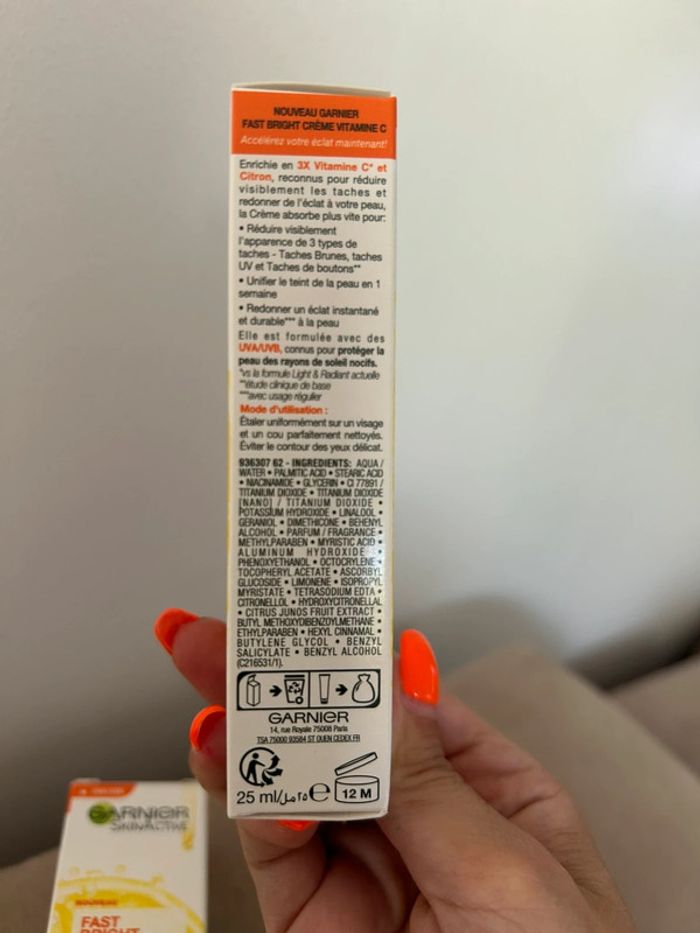 NOUVEAU GARNIER
FAST BRIGHT CRÈME VITAMINE C
Accélérez votre éclat maintenant!
Enrichie en 3X Vitamine C* et
Citron, reconnus pour réduire
visiblement les taches et
redonner de l'éclat à votre peau,
la Crème absorbe plus vite pour:
• Réduire visiblement
l'apparence de 3 types de
taches - Taches Brunes, taches
UV et Taches de boutons**
• Unifier le teint de la peau en 1
semaine
• Redonner un éclat instantané
et durable*** à la peau
Elle est formulée avec des
UVA/UVB, connus pour protéger la
peau des rayons de soleil nocifs.
*vs la formule Light & Radiant actuelle
**étude clinique de base
***avec usage régulier
Mode d'utilisation :
Étaler uniformément sur un visage
et un cou parfaitement nettoyés.
Éviter le contour des yeux délicat.
936307 62 - INGREDIENTS: AQUA /
WATER • PALMITIC ACID • STEARIC ACID
• NIACINAMIDE • GLYCERIN • CI 77891 /
TITANIUM DIOXIDE • TITANIUM DIOXIDE
[NANO] / TITANIUM DIOXIDE •
POTASSIUM HYDROXIDE • LINALOOL •
GERANIOL • DIMETHICONE • BEHENYL
ALCOHOL • PARFUM / FRAGRANCE •
METHYLPARABEN • MYRISTIC ACID •
ALUMINUM HYDROXIDE •
PHENOXYETHANOL • OCTOCRYLENE •
TOCOPHERYL ACETATE • ASCORBYL
GLUCOSIDE • LIMONENE • ISOPROPYL
MYRISTATE • TETRASODIUM EDTA •
CITRONELLOL • HYDROXYCITRONELLAL
• CITRUS JUNOS FRUIT EXTRACT •
BUTYL METHOXYDIBENZOYLMETHANE •
ETHYLPARABEN • HEXYL CINNAMAL •
BUTYLENE GLYCOL • BENZYL
SALICYLATE • BENZYL ALCOHOL
(C216531/1).
GARNIER
14, rue Royale 75008 Paris
TSA 75000 93584 ST OUEN CEDEX FR
25 ml/٢٥ مل e 12 M
GARNIER
SKINACTIVE
NOUVEAU
FAST
BRIGHT